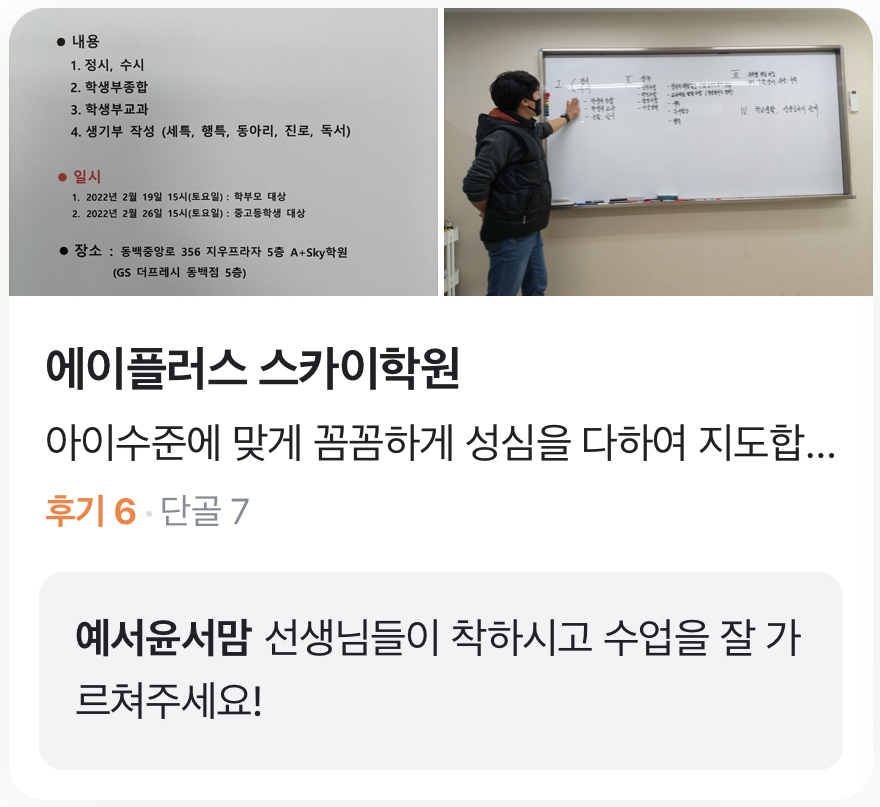 ● 내용
1. 정시, 수시
2. 학생부종합
3. 학생부교과
4. 생기부 작성 (세특, 행특, 동아리, 진로, 독서)
● 일시
1. 2022년 2월 19일 15시(토요일) : 학부모 대상
2. 2022년 2월 26일 15시(토요일) : 중고등학생 대상
● 장소 : 동백중앙로 356 지우프라자 5층 A+Sky학원
(GS 더프레시 동백점 5층)
에이플러스 스카이학원
아이수준에 맞게 꼼꼼하게 성심을 다하여 지도합...
후기 6 · 단골 7
예서윤서맘 선생님들이 착하시고 수업을 잘 가
르쳐주세요!